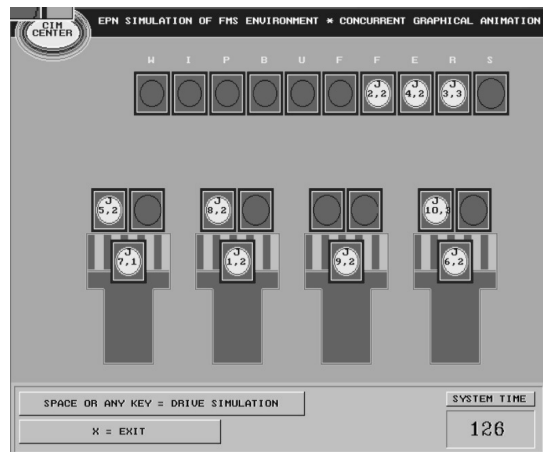 CIM
CENTER
EPN SIMULATION OF FMS ENVIRONMENT * CONCURRENT GRAPHICAL ANIMATION
W I P B U F F E R S
J
2,2
J
4,2
J
3,3
J
5,2
J
8,2
J
J
7,1
J
1,2
J
9,2
J
6,2
SPACE OR ANY KEY = DRIVE SIMULATION
X = EXIT
SYSTEM TIME
126